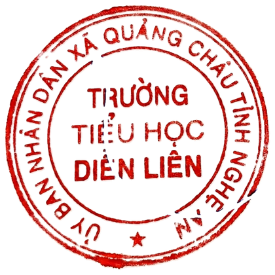 ỦY BAN NHÂN DÂN XÃ QUẢNG CHÂU TỈNH NGHỆ AN
TRƯỜNG
TIỂU HỌC
DIỄN LIÊN